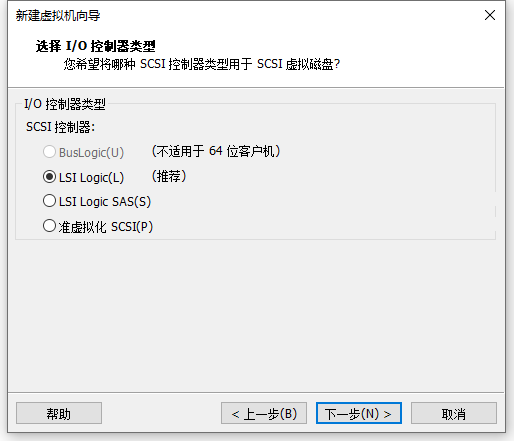 新建虚拟机向导
选择 I/O 控制器类型
您希望将哪种 SCSI 控制器类型用于 SCSI 虚拟磁盘?
I/O 控制器类型
SCSI 控制器:
BusLogic(U) (不适用于 64 位客户机)
LSI Logic(L) (推荐)
LSI Logic SAS(S)
准虚拟化 SCSI(P)
帮助 < 上一步(B) 下一步(N) > 取消